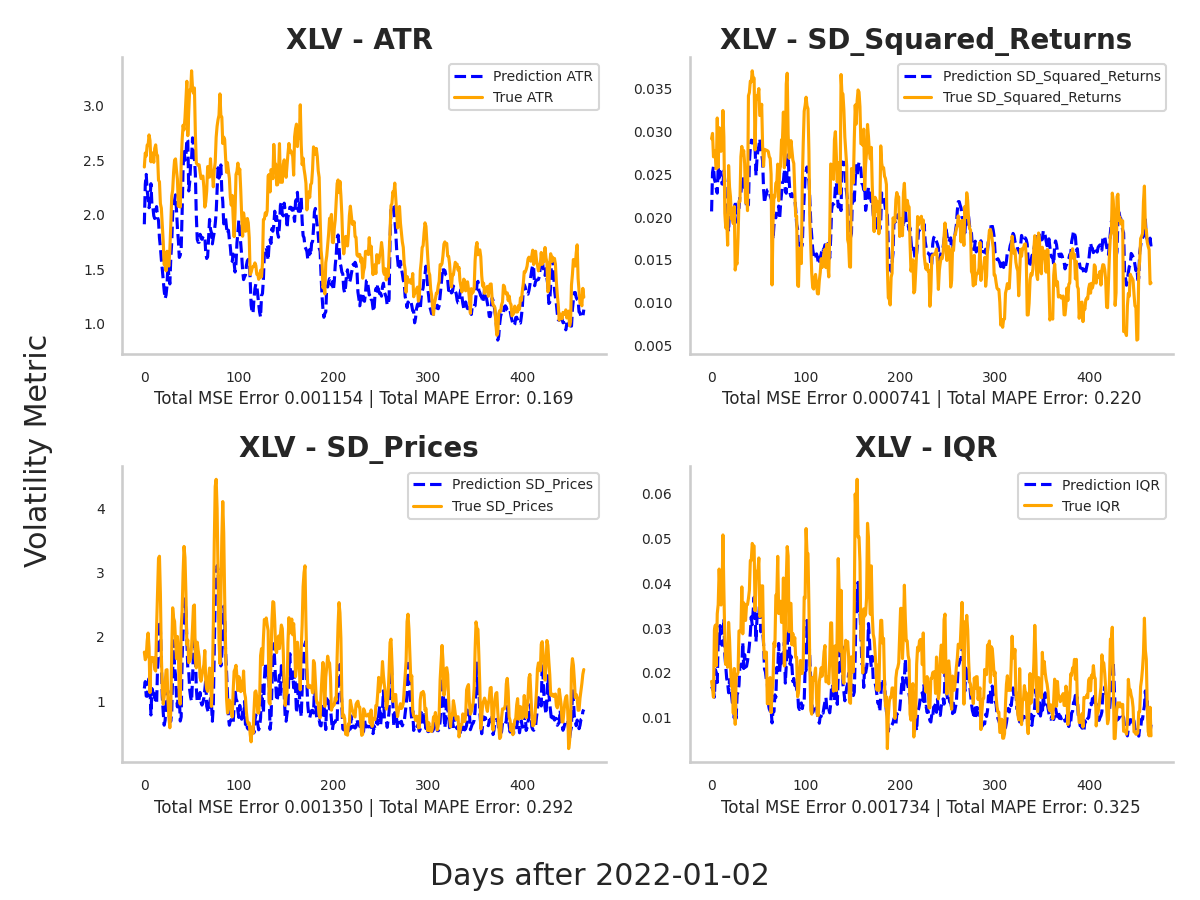 Volatility Metric
XLV - ATR
Prediction ATR
True ATR
3.0
2.5
2.0
1.5
1.0
0 100 200 300 400
Total MSE Error 0.001154 | Total MAPE Error: 0.169
XLV - SD_Squared_Returns
Prediction SD_Squared_Returns
True SD_Squared_Returns
0.035
0.030
0.025
0.020
0.015
0.010
0.005
0 100 200 300 400
Total MSE Error 0.000741 | Total MAPE Error: 0.220
XLV - SD_Prices
Prediction SD_Prices
True SD_Prices
4
3
2
1
0 100 200 300 400
Total MSE Error 0.001350 | Total MAPE Error: 0.292
XLV - IQR
Prediction IQR
True IQR
0.06
0.05
0.04
0.03
0.02
0.01
0 100 200 300 400
Total MSE Error 0.001734 | Total MAPE Error: 0.325
Days after 2022-01-02